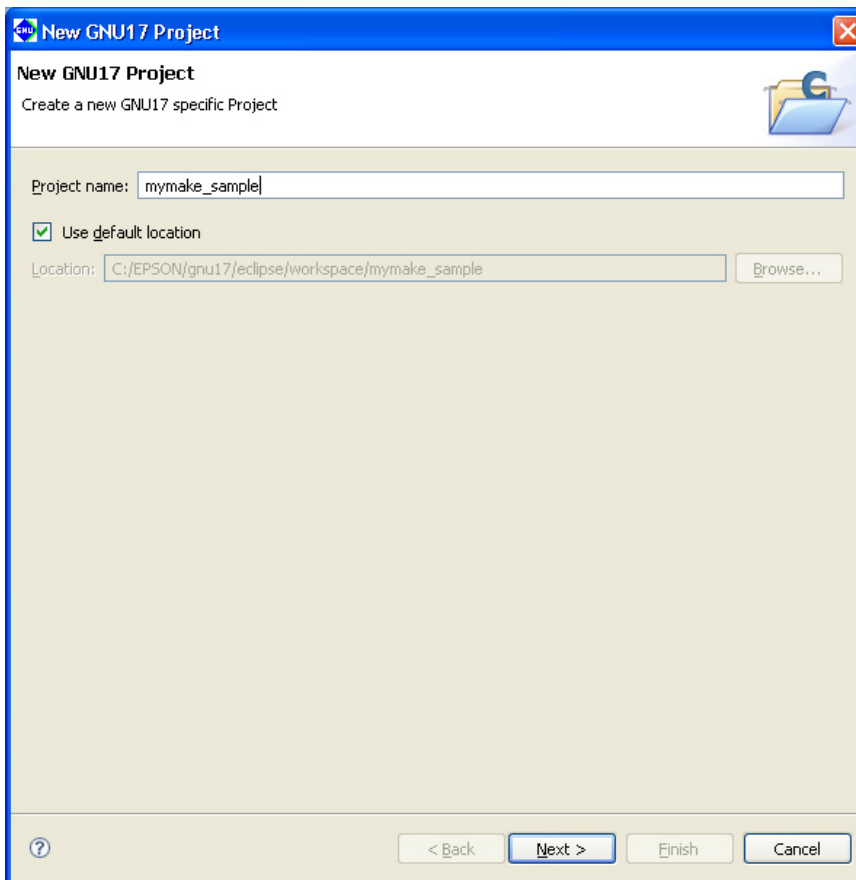 GNU New GNU17 Project
New GNU17 Project
Create a new GNU17 specific Project
C
Project name: mymake_sample
Use default location
Location: C:/EPSON/gnu17/eclipse/workspace/mymake_sample Browse...
? < Back Next > Finish Cancel